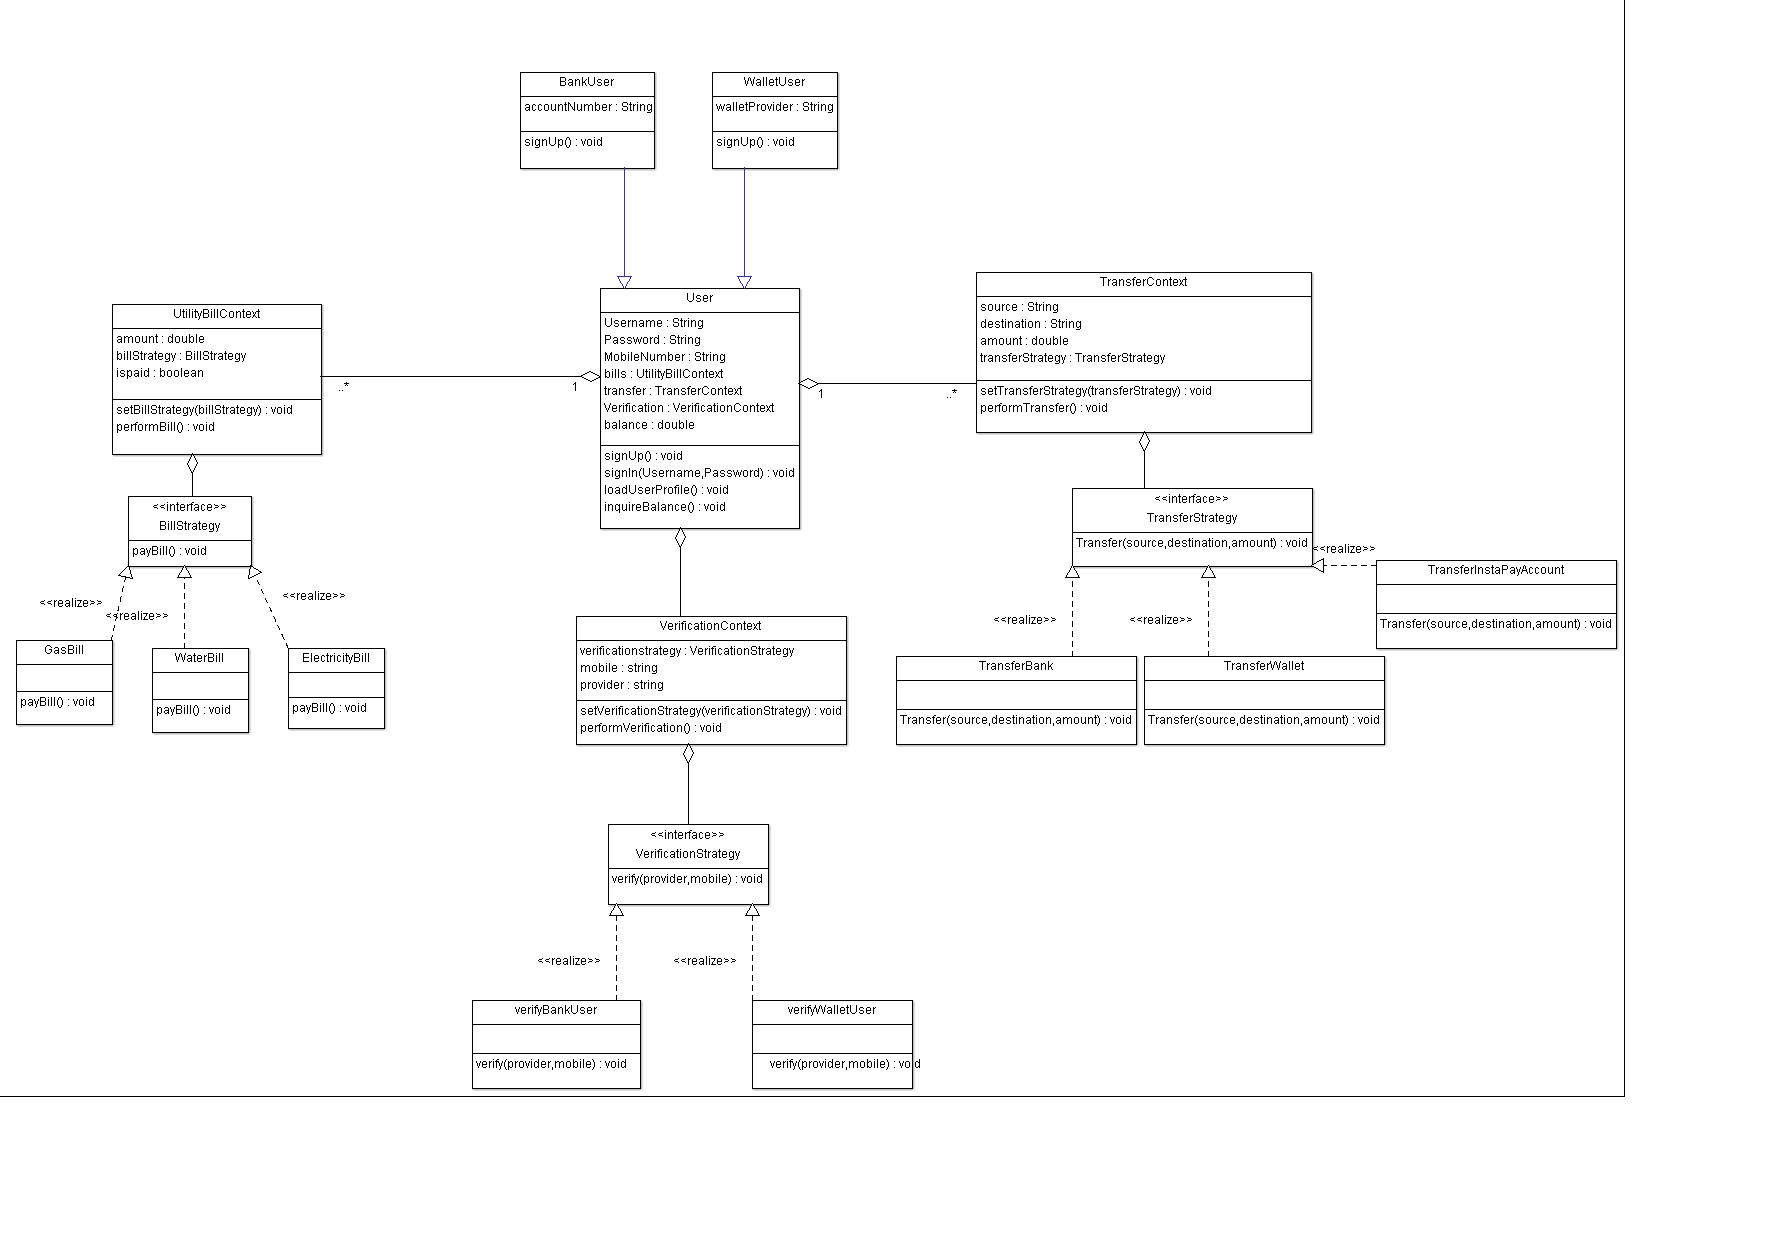 BankUser
accountNumber : String
signUp() : void
WalletUser
walletProvider : String
signUp() : void
UtilityBillContext
amount : double
billStrategy : BillStrategy
ispaid : boolean
setBillStrategy(billStrategy) : void
performBill() : void
..*
1
User
Username : String
Password : String
MobileNumber : String
bills : UtilityBillContext
transfer : TransferContext
Verification : VerificationContext
balance : double
signUp() : void
signIn(Username,Password) : void
loadUserProfile() : void
inquireBalance() : void
1
..*
TransferContext
source : String
destination : String
amount : double
transferStrategy : TransferStrategy
setTransferStrategy(transferStrategy) : void
performTransfer() : void
<<interface>>
BillStrategy
payBill() : void
<<realize>>
<<realize>>
<<realize>>
GasBill
payBill() : void
WaterBill
payBill() : void
ElectricityBill
payBill() : void
<<interface>>
TransferStrategy
Transfer(source,destination,amount) : void
<<realize>>
<<realize>>
<<realize>>
TransferInstaPayAccount
Transfer(source,destination,amount) : void
TransferBank
Transfer(source,destination,amount) : void
TransferWallet
Transfer(source,destination,amount) : void
VerificationContext
verificationstrategy : VerificationStrategy
mobile : string
provider : string
setVerificationStrategy(verificationStrategy) : void
performVerification() : void
<<interface>>
VerificationStrategy
verify(provider,mobile) : void
<<realize>>
<<realize>>
verifyBankUser
verify(provider,mobile) : void
verifyWalletUser
verify(provider,mobile) : void